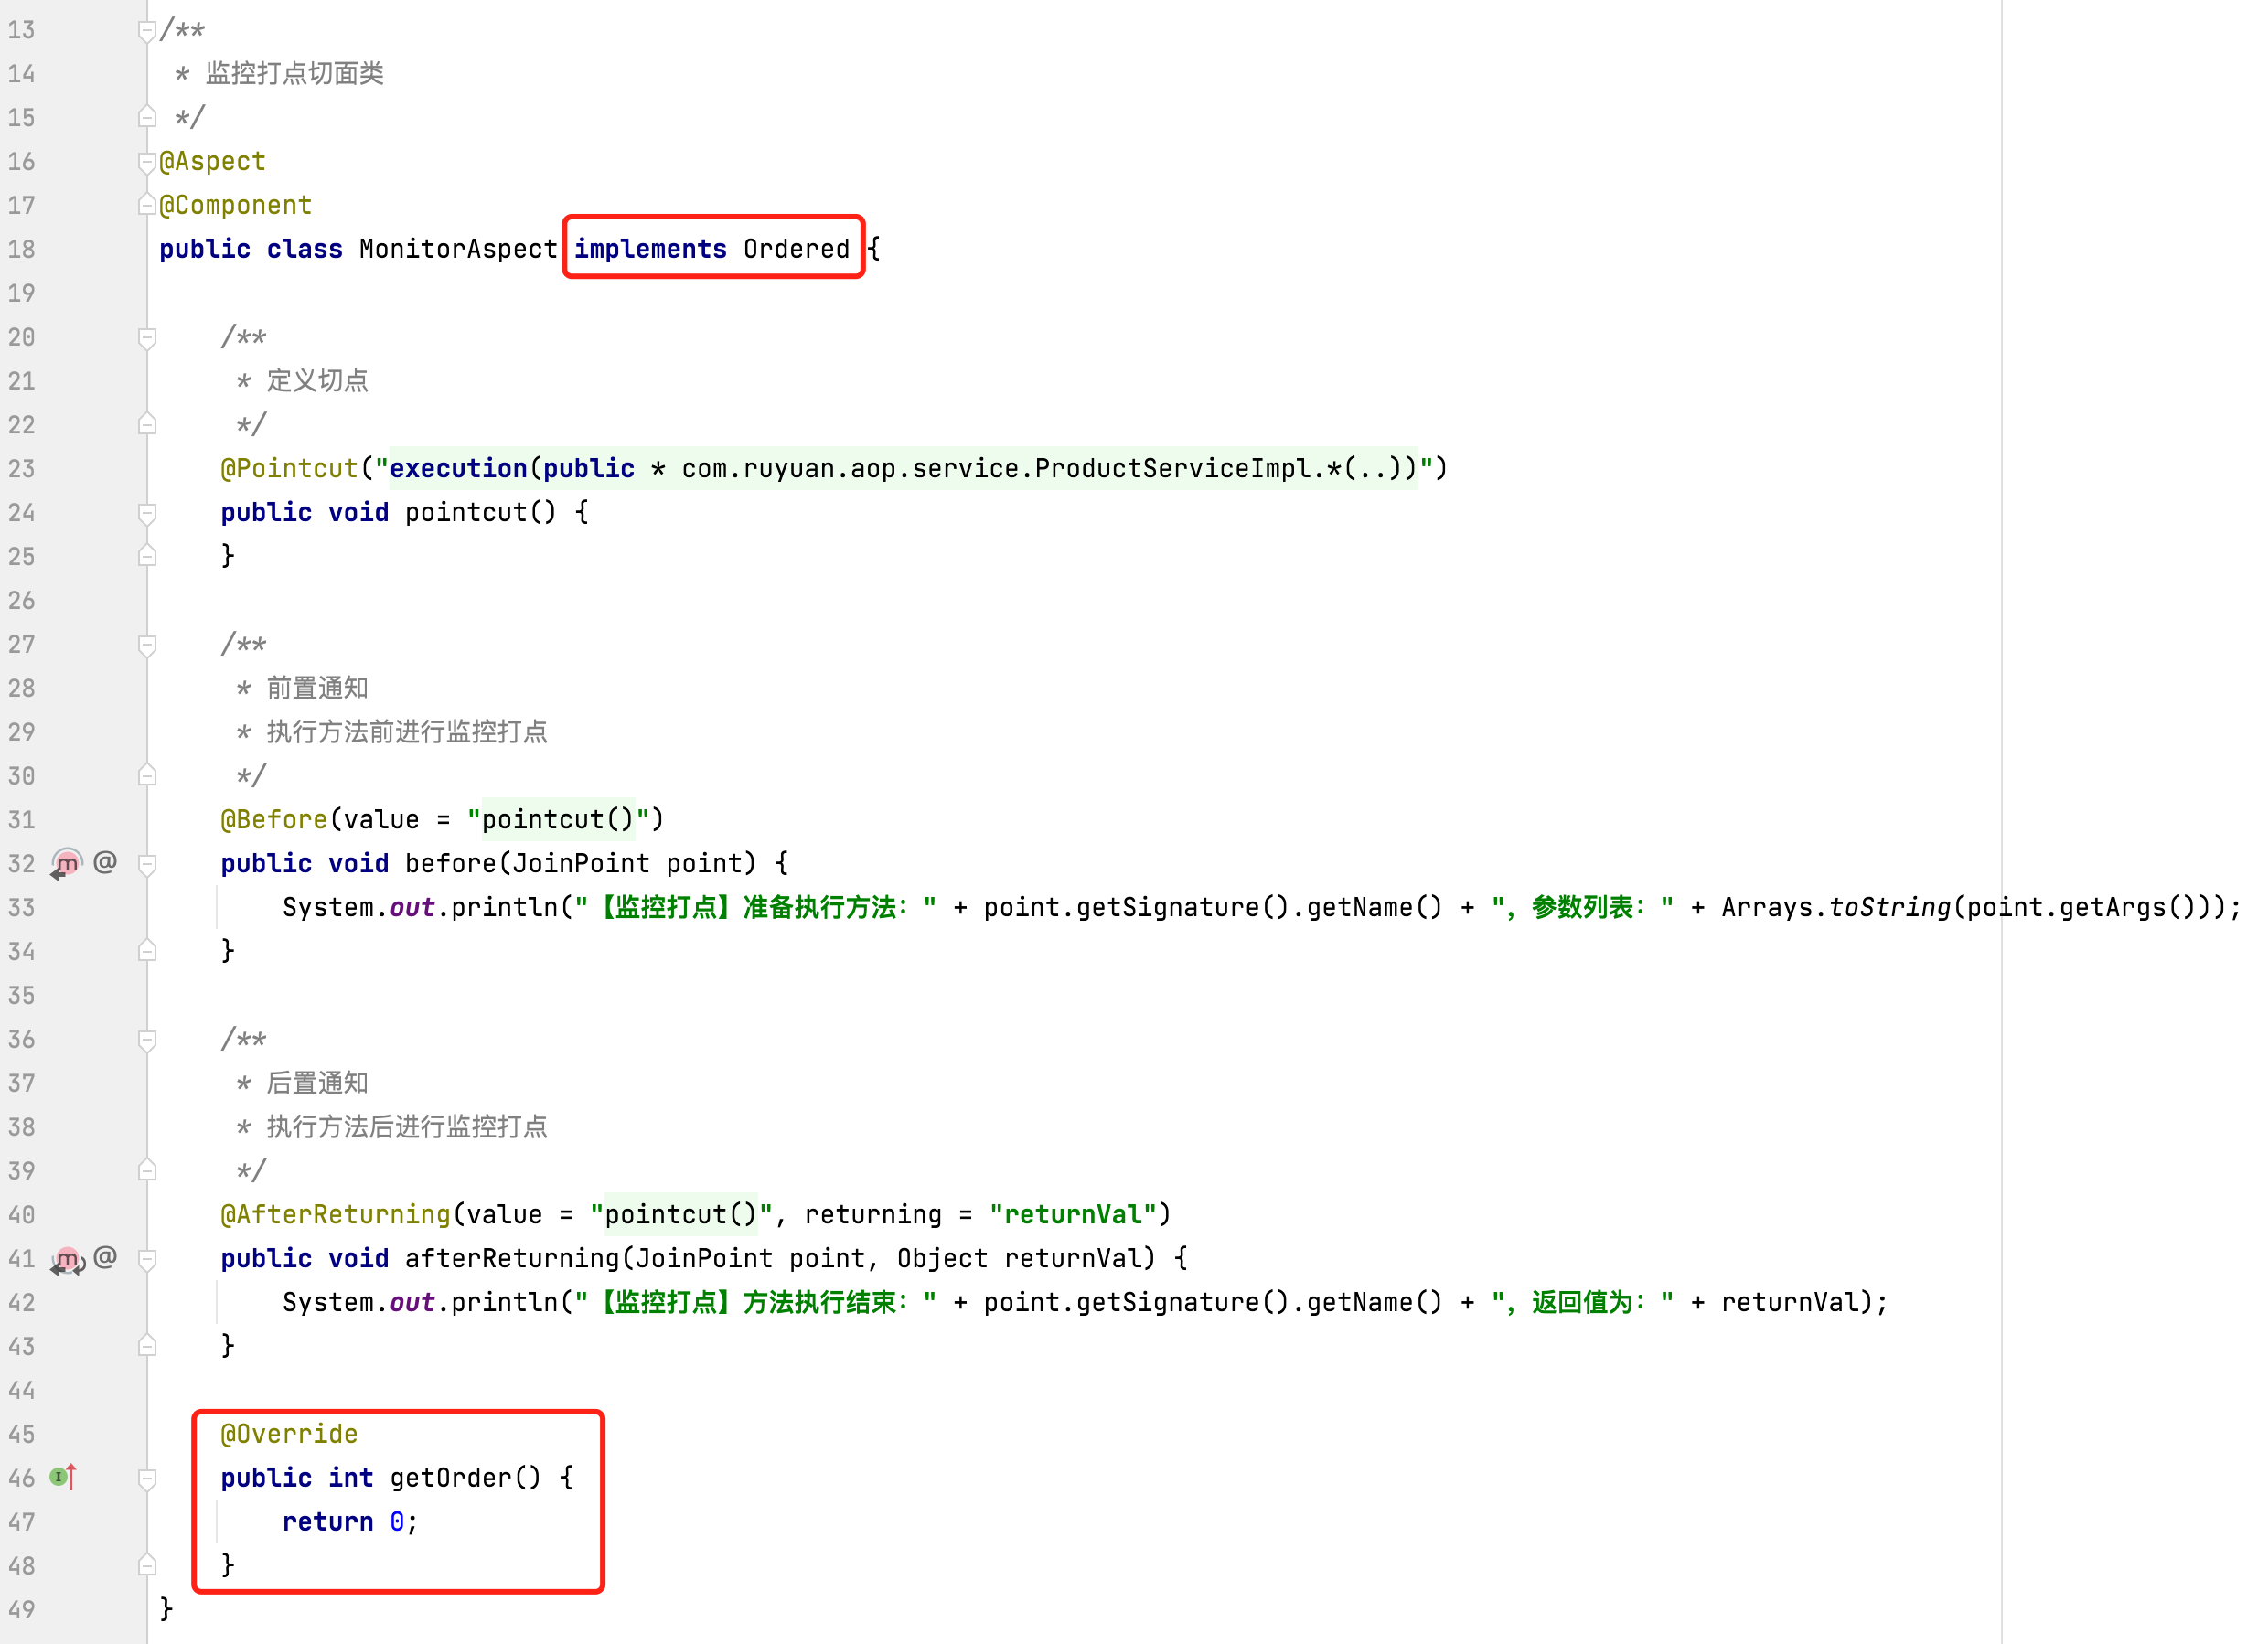 13 /**
14  * 监控打点切面类
15  */
16 @Aspect
17 @Component
18 public class MonitorAspect implements Ordered {
19
20     /**
21      * 定义切点
22      */
23     @Pointcut("execution(public * com.ruyuan.aop.service.ProductServiceImpl.*(..))")
24     public void pointcut() {
25     }
26
27     /**
28      * 前置通知
29      * 执行方法前进行监控打点
30      */
31     @Before(value = "pointcut()")
32 m @     public void before(JoinPoint point) {
33         System.out.println("【监控打点】准备执行方法：" + point.getSignature().getName() + "，参数列表：" + Arrays.toString(point.getArgs()));
34     }
35
36     /**
37      * 后置通知
38      * 执行方法后进行监控打点
39      */
40     @AfterReturning(value = "pointcut()", returning = "returnVal")
41 m @     public void afterReturning(JoinPoint point, Object returnVal) {
42         System.out.println("【监控打点】方法执行结束：" + point.getSignature().getName() + "，返回值为：" + returnVal);
43     }
44
45     @Override
46 I     public int getOrder() {
47         return 0;
48     }
49 }